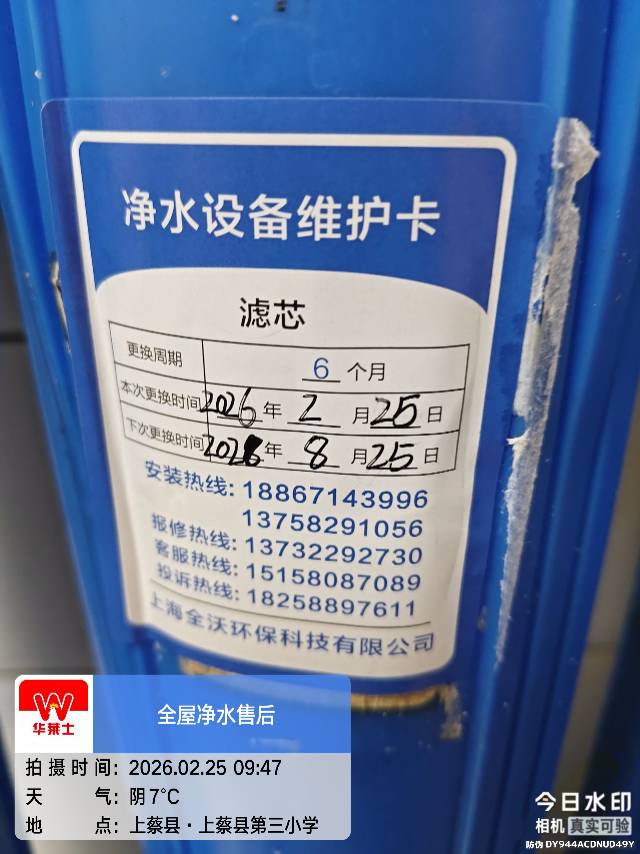 净水设备维护卡
滤芯
更换周期 6 个月
本次更换时间 2026 年 2 月 25 日
下次更换时间 2026 年 8 月 25 日
安装热线: 18867143996
13758291056
报修热线: 13732292730
客服热线: 15158087089
投诉热线: 18258897611
上海全沃环保科技有限公司
华莱士
全屋净水售后
拍摄时间: 2026.02.25 09:47
天气: 阴 7°C
地点: 上蔡县·上蔡县第三小学
今日水印
相机 真实可验
防伪 DY944ACDNUD49Y